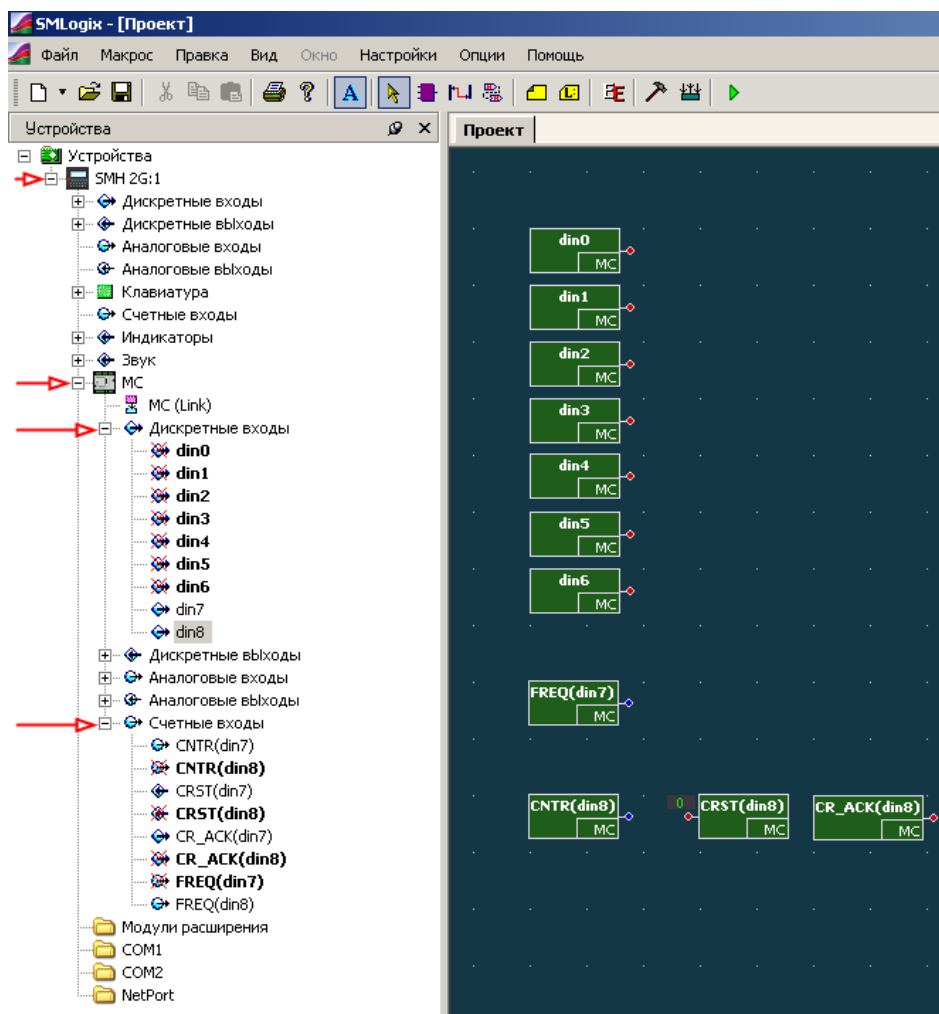 SMLogix - [Проект]
Файл Макрос Правка Вид Окно Настройки Опции Помощь
A
Устройства
Проект
Устройства
SMH 2G:1
Дискретные входы
Дискретные вЫходы
Аналоговые входы
Аналоговые вЫходы
Клавиатура
Счетные входы
Индикаторы
Звук
MC
MC (Link)
Дискретные входы
din0
din1
din2
din3
din4
din5
din6
din7
din8
Дискретные вЫходы
Аналоговые входы
Аналоговые вЫходы
Счетные входы
CNTR(din7)
CNTR(din8)
CRST(din7)
CRST(din8)
CR_ACK(din7)
CR_ACK(din8)
FREQ(din7)
FREQ(din8)
Модули расширения
COM1
COM2
NetPort
din0
MC
din1
MC
din2
MC
din3
MC
din4
MC
din5
MC
din6
MC
FREQ(din7)
MC
CNTR(din8)
MC
0
CRST(din8)
MC
CR_ACK(din8)
MC